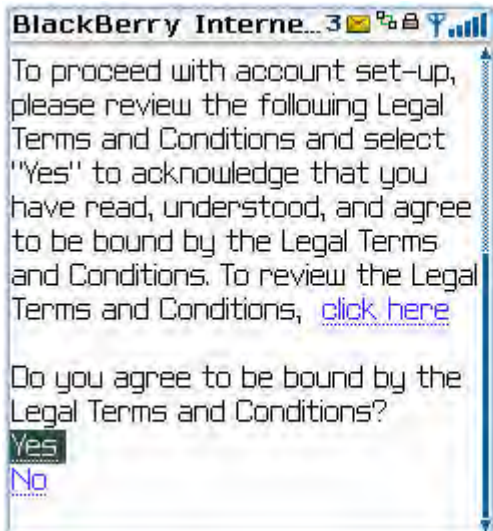 BlackBerry Interne...3
To proceed with account set-up,
please review the following Legal
Terms and Conditions and select
"Yes" to acknowledge that you
have read, understood, and agree
to be bound by the Legal Terms
and Conditions. To review the Legal
Terms and Conditions, click here
Do you agree to be bound by the
Legal Terms and Conditions?
Yes
No